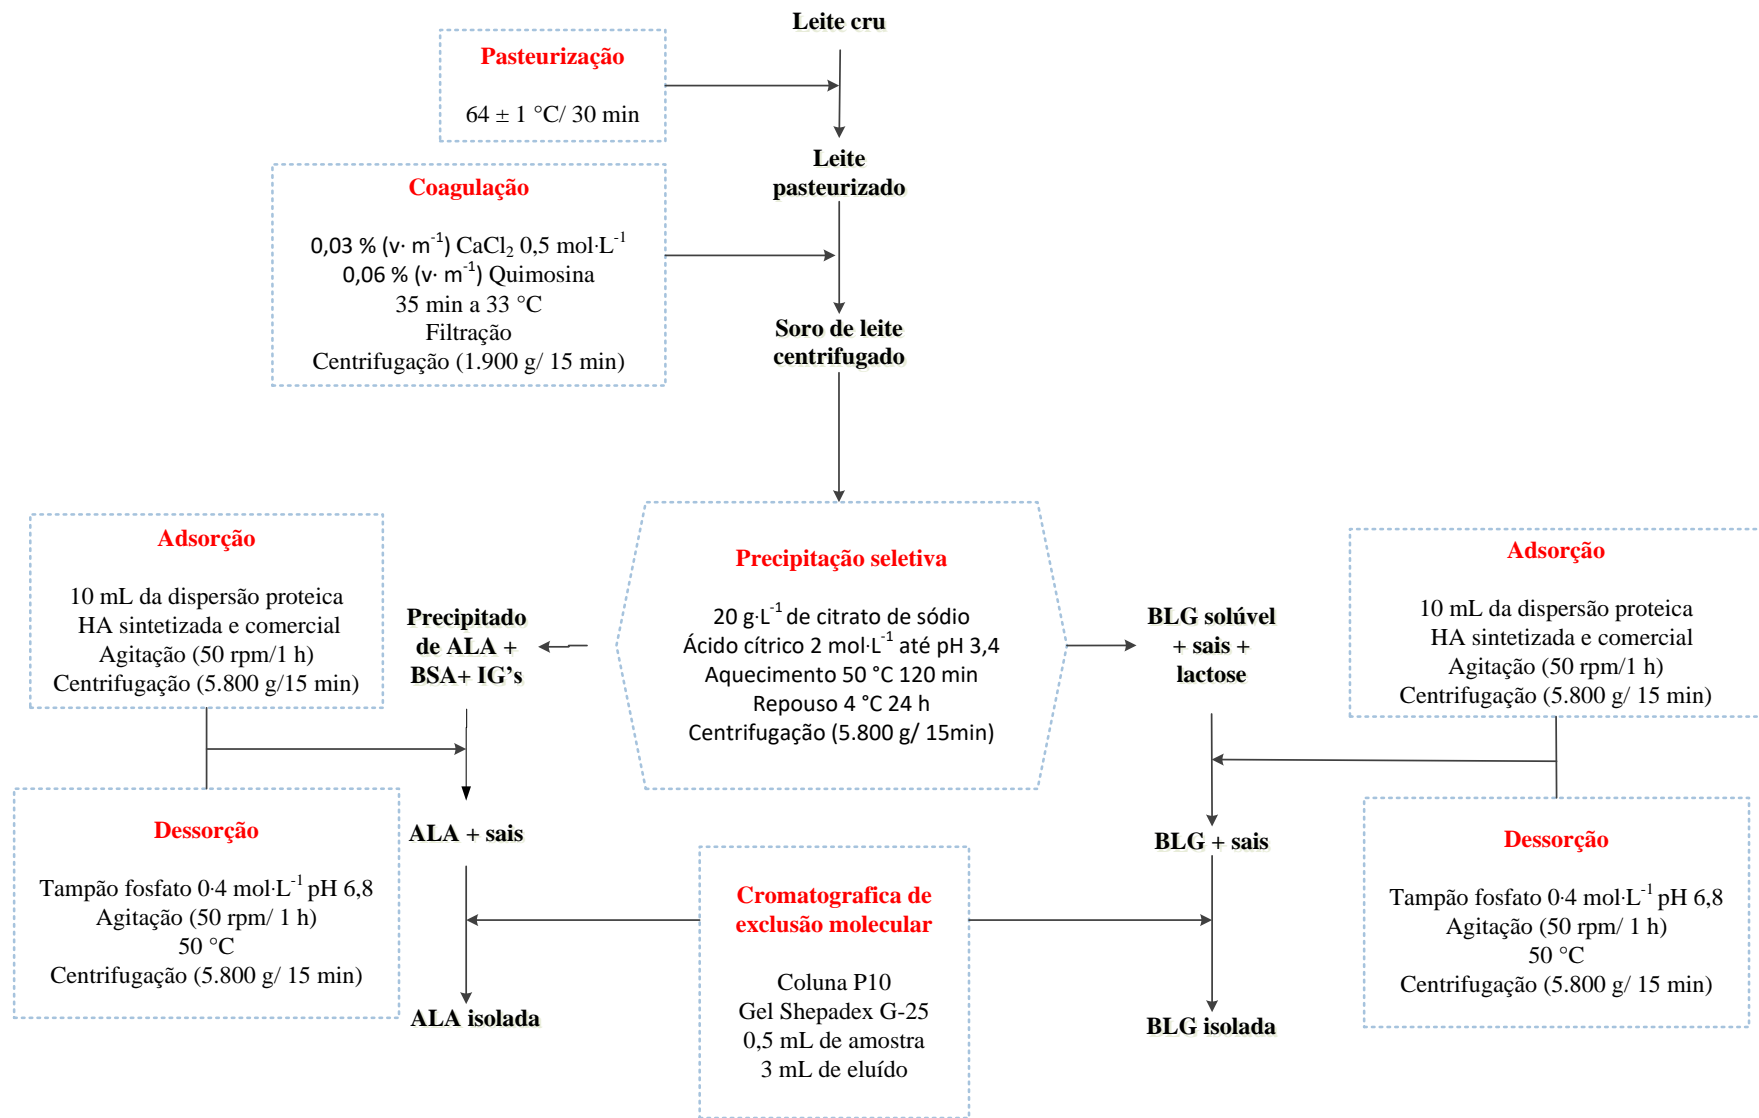 Leite cru
Pasteurização
64 ± 1 °C/ 30 min
Leite
pasteurizado
Coagulação
0,03 % (v· m⁻¹) CaCl₂ 0,5 mol·L⁻¹
0,06 % (v· m⁻¹) Quimosina
35 min a 33 °C
Filtração
Centrifugação (1.900 g/ 15 min)
Soro de leite
centrifugado
Adsorção
10 mL da dispersão proteica
HA sintetizada e comercial
Agitação (50 rpm/1 h)
Centrifugação (5.800 g/15 min)
Precipitado
de ALA +
BSA+ IG’s
Precipitação seletiva
20 g·L⁻¹ de citrato de sódio
Ácido cítrico 2 mol·L⁻¹ até pH 3,4
Aquecimento 50 °C 120 min
Repouso 4 °C 24 h
Centrifugação (5.800 g/ 15min)
BLG solúvel
+ sais +
lactose
Adsorção
10 mL da dispersão proteica
HA sintetizada e comercial
Agitação (50 rpm/1 h)
Centrifugação (5.800 g/ 15 min)
Dessorção
Tampão fosfato 0·4 mol·L⁻¹ pH 6,8
Agitação (50 rpm/ 1 h)
50 °C
Centrifugação (5.800 g/ 15 min)
ALA + sais
BLG + sais
Dessorção
Tampão fosfato 0·4 mol·L⁻¹ pH 6,8
Agitação (50 rpm/ 1 h)
50 °C
Centrifugação (5.800 g/ 15 min)
Cromatografica de
exclusão molecular
Coluna P10
Gel Shepadex G-25
0,5 mL de amostra
3 mL de eluído
ALA isolada
BLG isolada